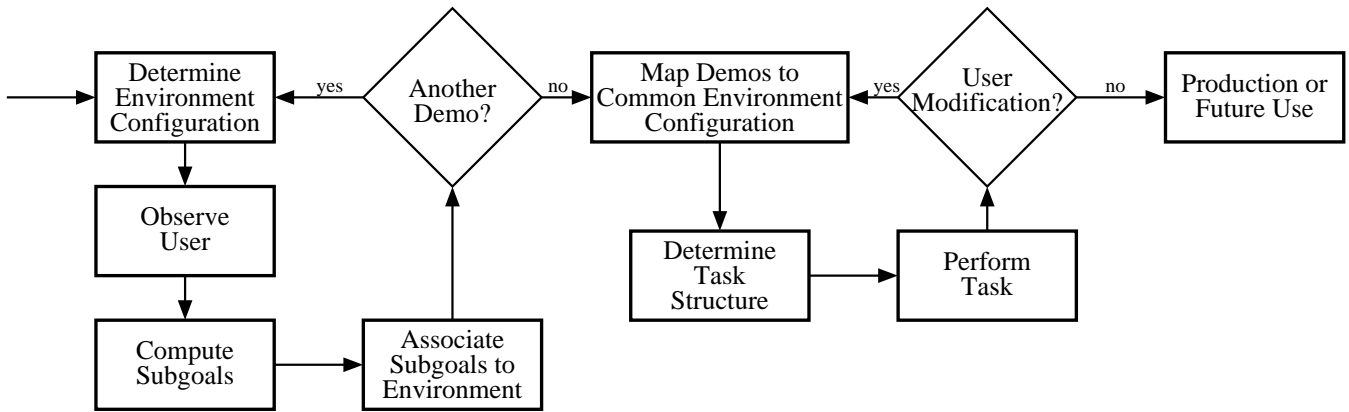 Determine
Environment
Configuration
yes
Another
Demo?
no
Map Demos to
Common Environment
Configuration
yes
User
Modification?
no
Production or
Future Use
Observe
User
Determine
Task
Structure
Perform
Task
Compute
Subgoals
Associate
Subgoals to
Environment